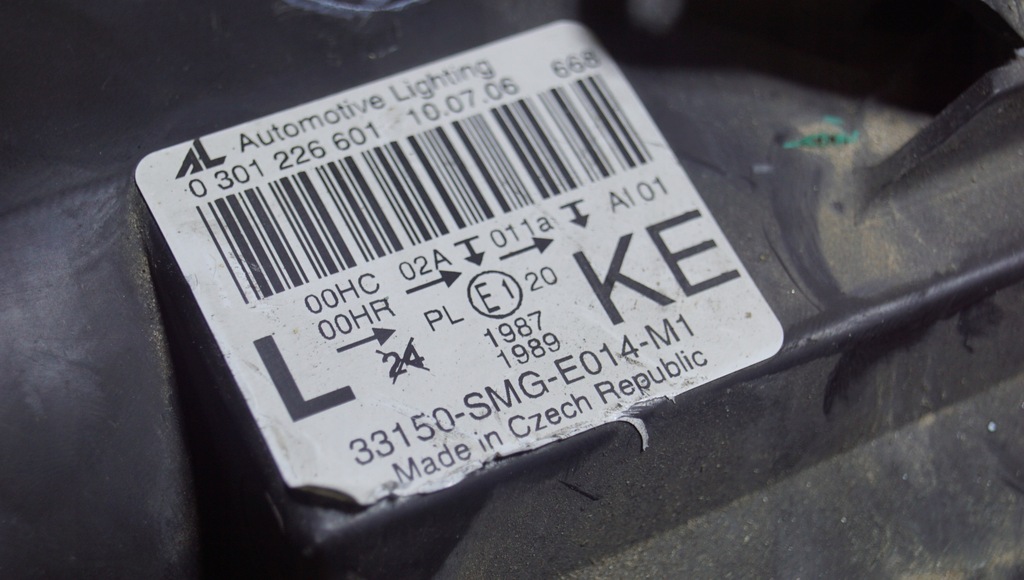 AL Automotive Lighting
0 301 226 601 10.07.06 668
00HC 02A 011a AI 01
00HR PL E1 20 KE
L 24 1987
1989
33150-SMG-E014-M1
Made in Czech Republic